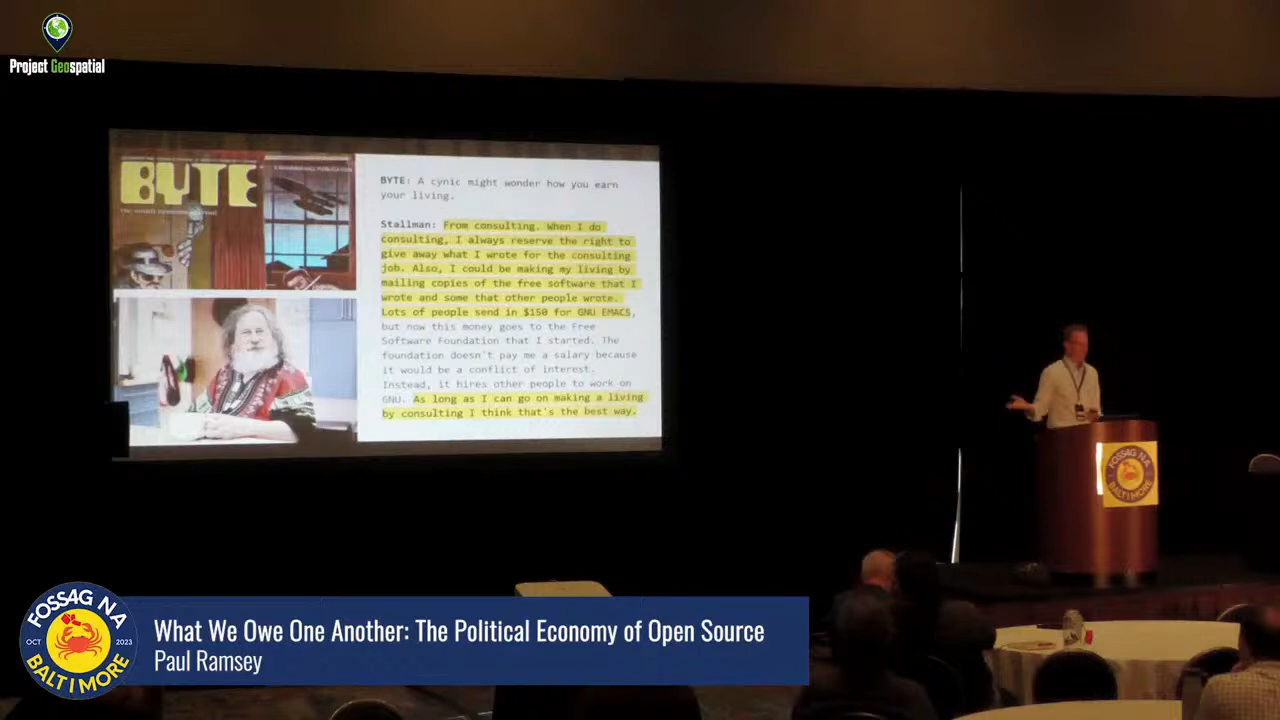 Project Geospatial
BYTE
BYTE: A cynic might wonder how you earn
your living.
Stallman: From consulting. When I do
consulting, I always reserve the right to
give away what I wrote for the consulting
job. Also, I could be making my living by
mailing copies of the free software that I
wrote and some that other people wrote.
Lots of people send in $150 for GNU EMACS,
but now this money goes to the Free
Software Foundation that I started. The
foundation doesn't pay me a salary because
it would be a conflict of interest.
Instead, it hires other people to work on
GNU. As long as I can go on making a living
by consulting I think that's the best way.
FOSS4G NA
BALTIMORE
FOSS4G NA
OCT 2023
BALTIMORE
What We Owe One Another: The Political Economy of Open Source
Paul Ramsey